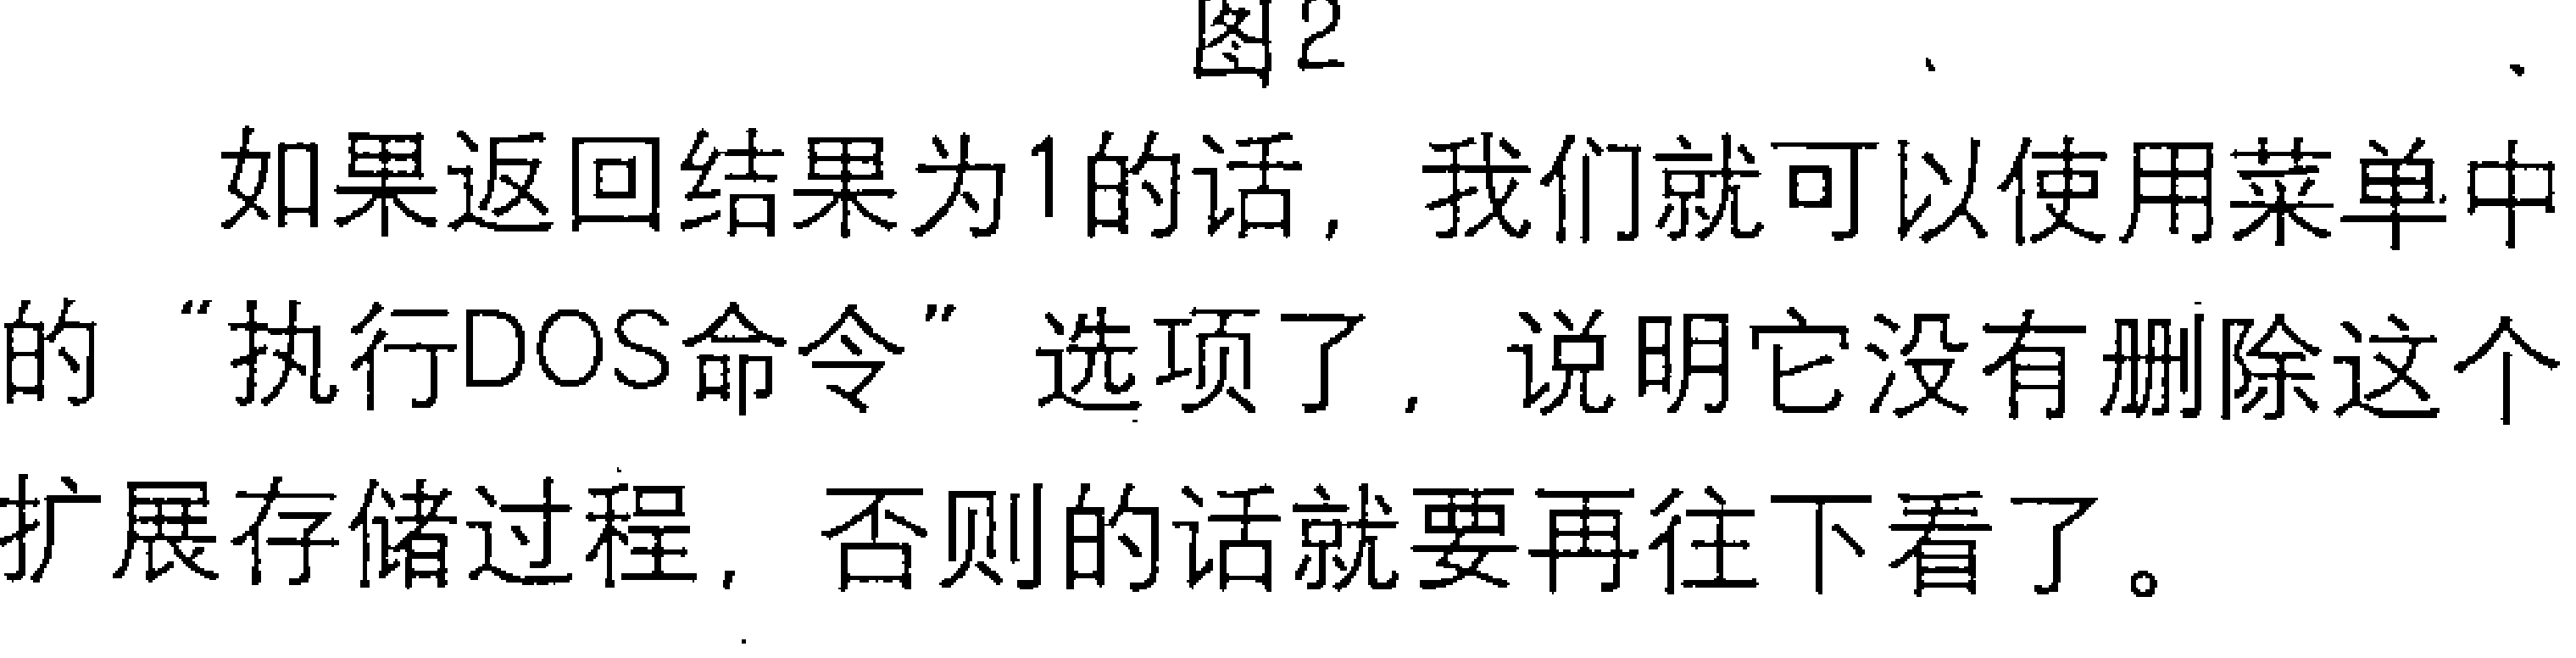 图2
如果返回结果为1的话，我们就可以使用菜单中
的“执行DOS命令”选项了，说明它没有删除这个
扩展存储过程，否则的话就要再往下看了。